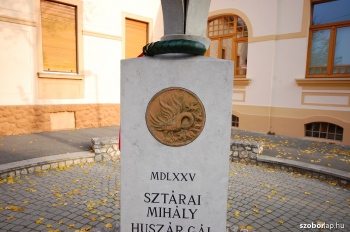 MDLXXV
SZTÁRAI
MIHÁLY
HUSZÁR GÁL
szoborlap.hu